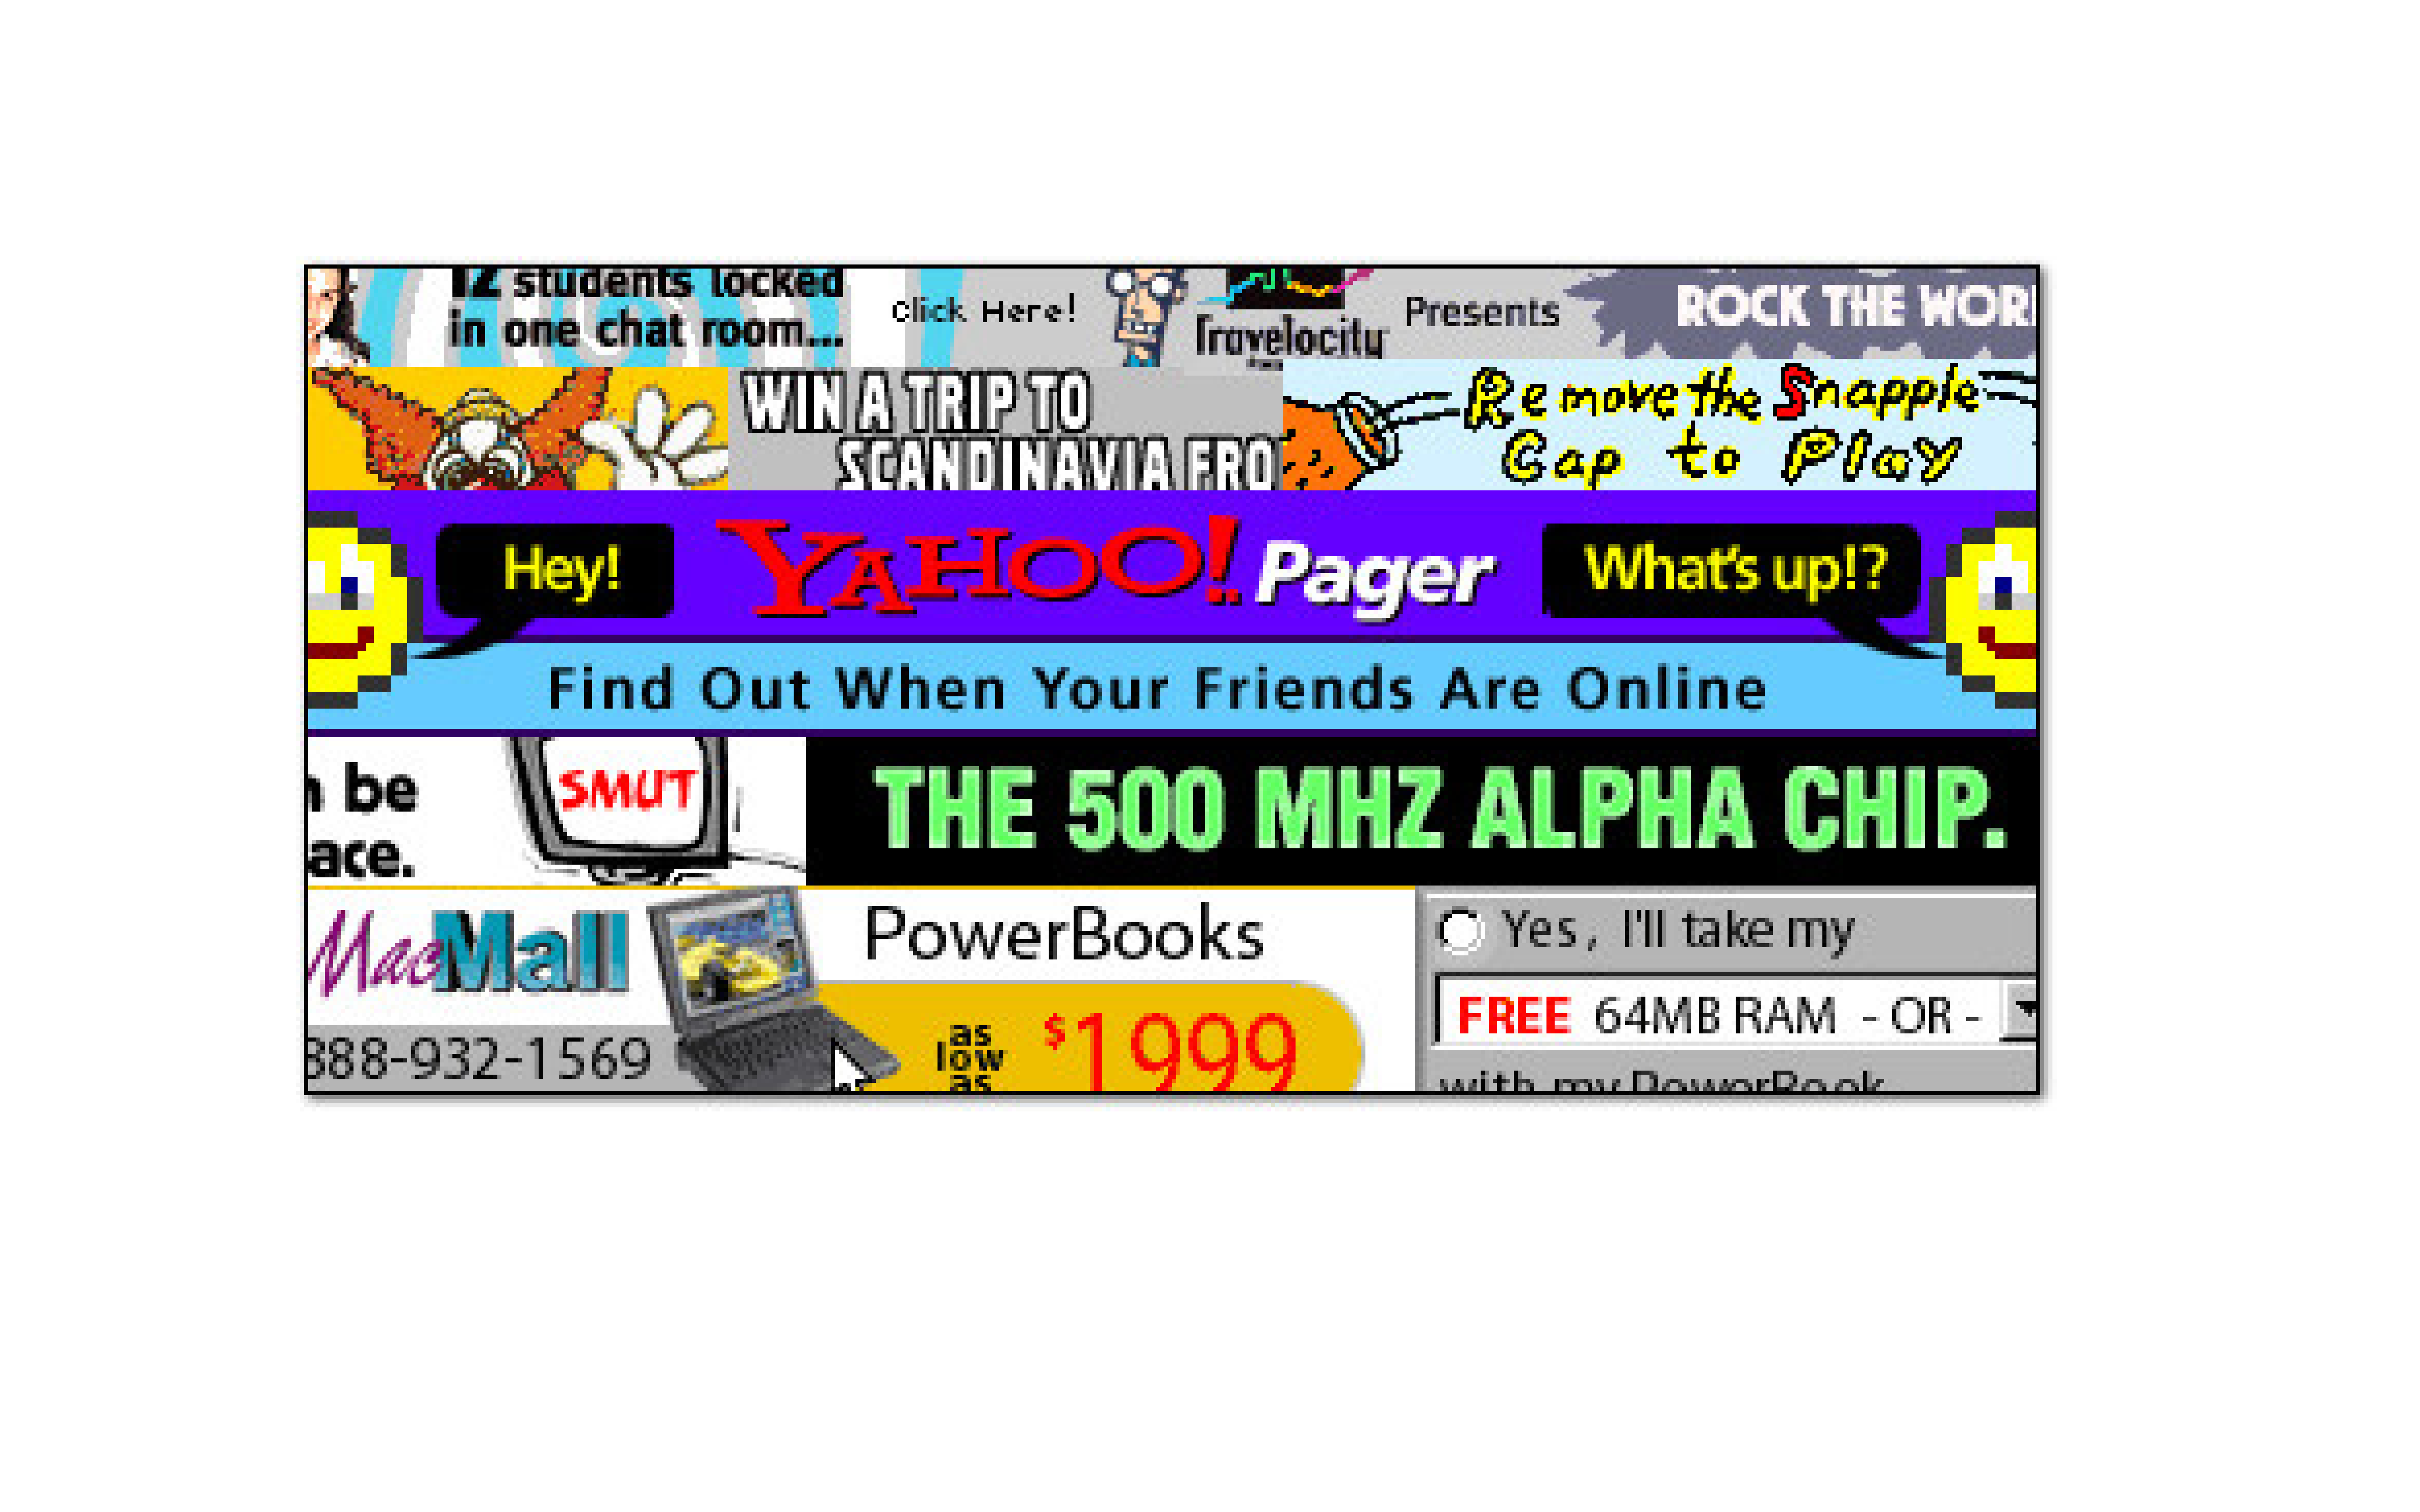 12 students locked
in one chat room...
Click Here!
Travelocity
Presents
ROCK THE WOR
WIN A TRIP TO
SCANDINAVIA FRO
Remove the Snapple
Cap to Play
Hey!
YAHOO! Pager
What's up!?
Find Out When Your Friends Are Online
be
ace.
SMUT
THE 500 MHZ ALPHA CHIP.
MacMall
888-932-1569
PowerBooks
as
low
as
$1999
Yes, I'll take my
FREE 64MB RAM - OR -
with my PowerBook